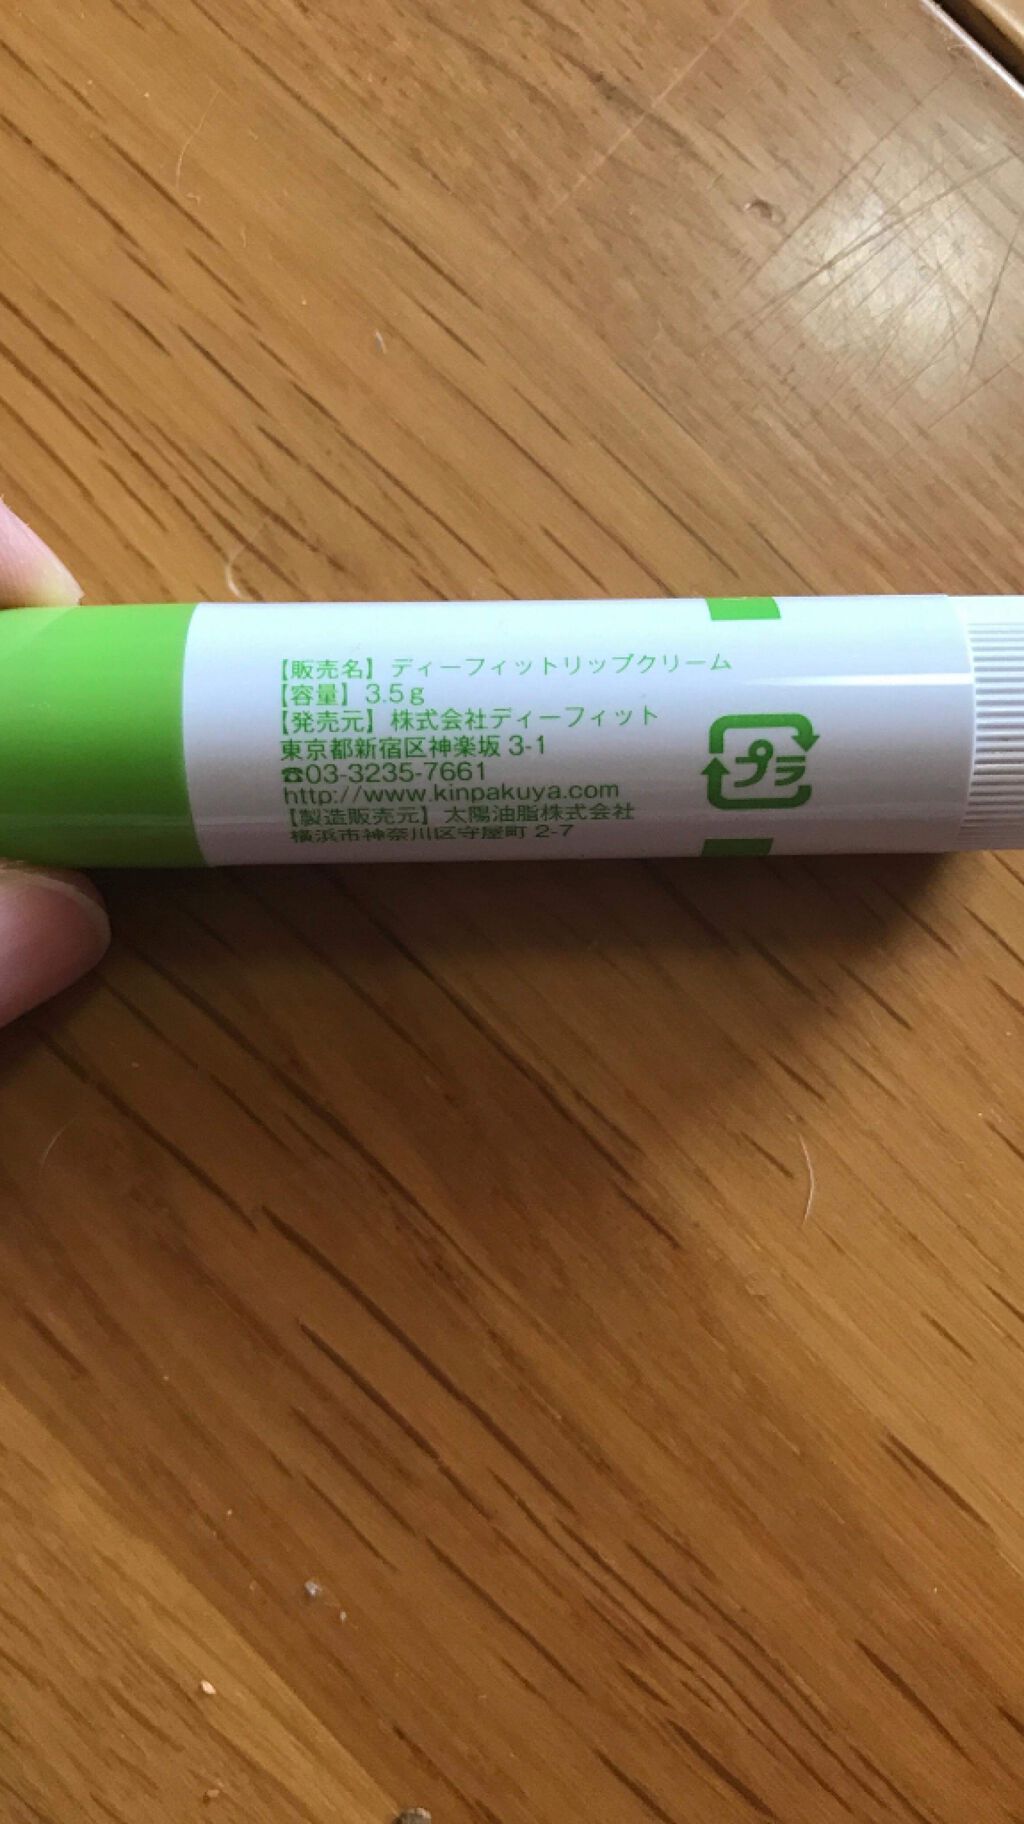 【販売名】ディーフィットリップクリーム
【容量】3.5g
【発売元】株式会社ディーフィット
東京都新宿区神楽坂 3-1
☎03-3235-7661
http://www.kinpakuya.com
【製造販売元】太陽油脂株式会社
横浜市神奈川区守屋町 2-7
プラ